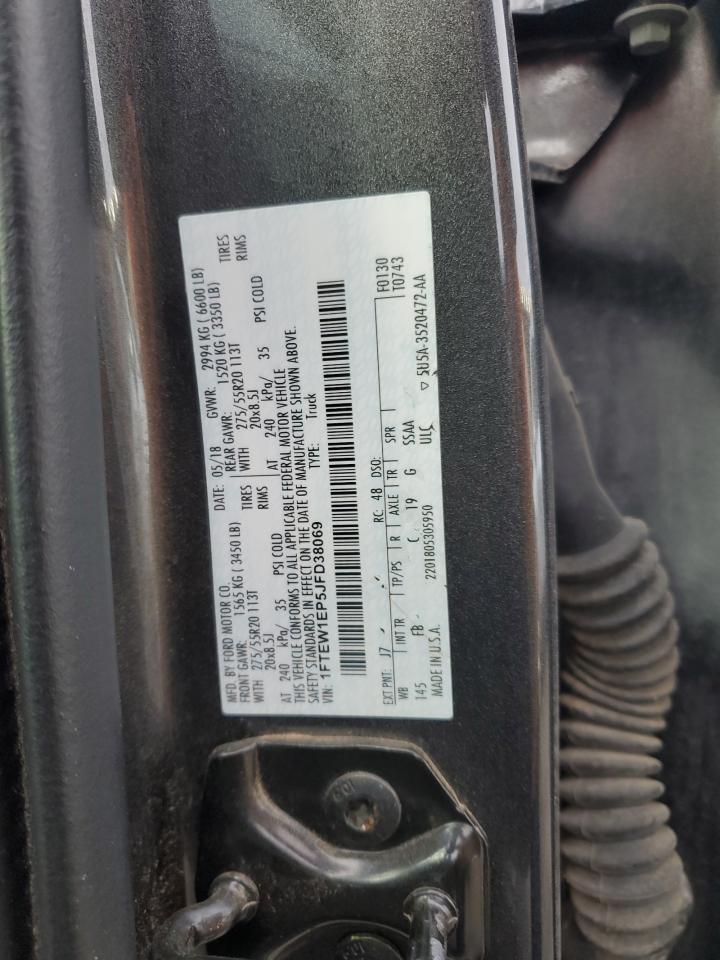 MFD. BY FORD MOTOR CO. DATE: 05/18 GVWR: 2994 KG ( 6600 LB)
FRONT GAWR: 1565 KG ( 3450 LB) REAR GAWR: 1520 KG ( 3350 LB)
WITH 275/55R20 113T TIRES WITH 275/55R20 113T TIRES
20x8.5J RIMS 20x8.5J RIMS
AT 240 kPa/ 35 PSI COLD AT 240 kPa/ 35 PSI COLD
THIS VEHICLE CONFORMS TO ALL APPLICABLE FEDERAL MOTOR VEHICLE
SAFETY STANDARDS IN EFFECT ON THE DATE OF MANUFACTURE SHOWN ABOVE.
VIN: 1FTEW1EP5JFD38069 TYPE: Truck
EXT PNT: J7 RC: 48 DSO: F0130
WB INT TR TP/PS R AXLE TR SPR T0743
145 FB C 19 G SSAA
MADE IN U.S.A. 2201805305950 ULC ▽ 5U5A-3520472-AA